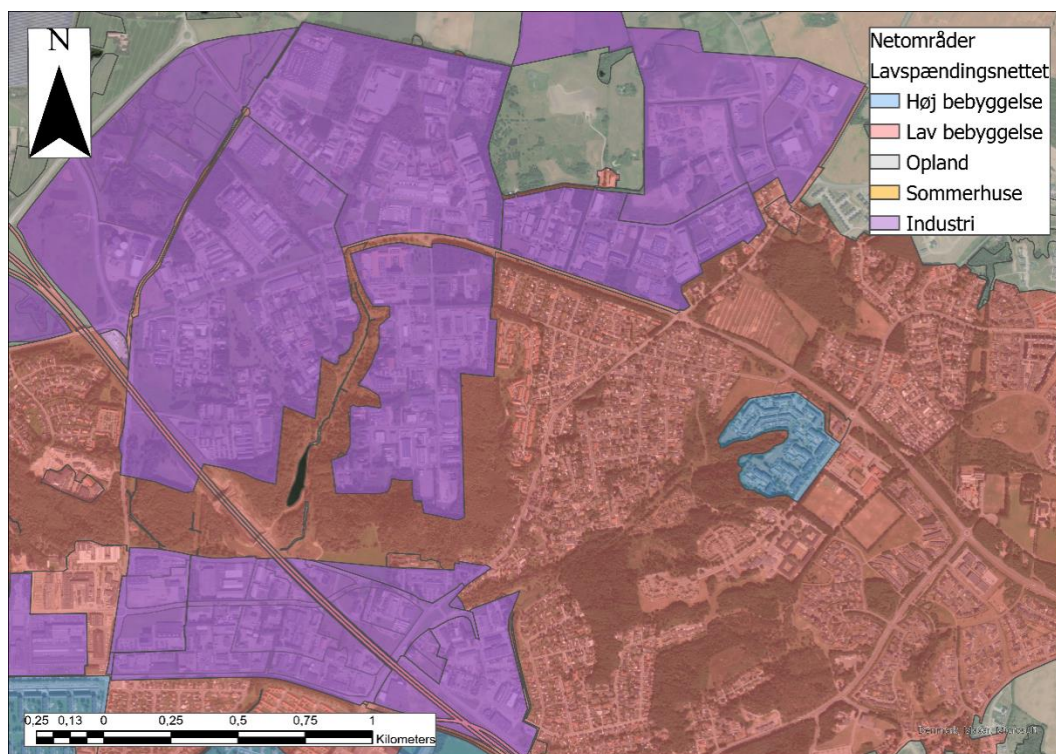 N
Netområder
Lavspændingsnettet
Høj bebyggelse
Lav bebyggelse
Opland
Sommerhuse
Industri
0,25 0,13 0 0,25 0,5 0,75 1
Kilometers